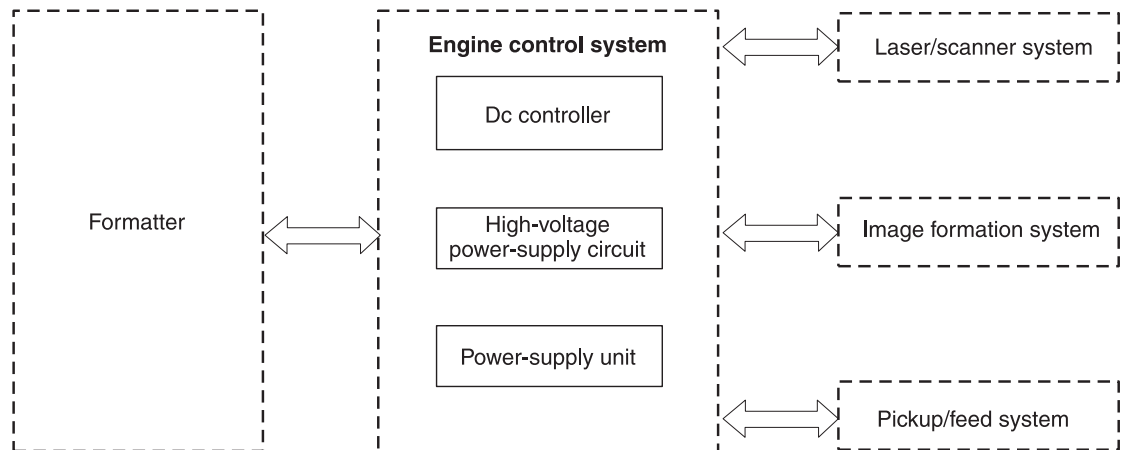 Formatter
Engine control system
Dc controller
High-voltage
power-supply circuit
Power-supply unit
Laser/scanner system
Image formation system
Pickup/feed system